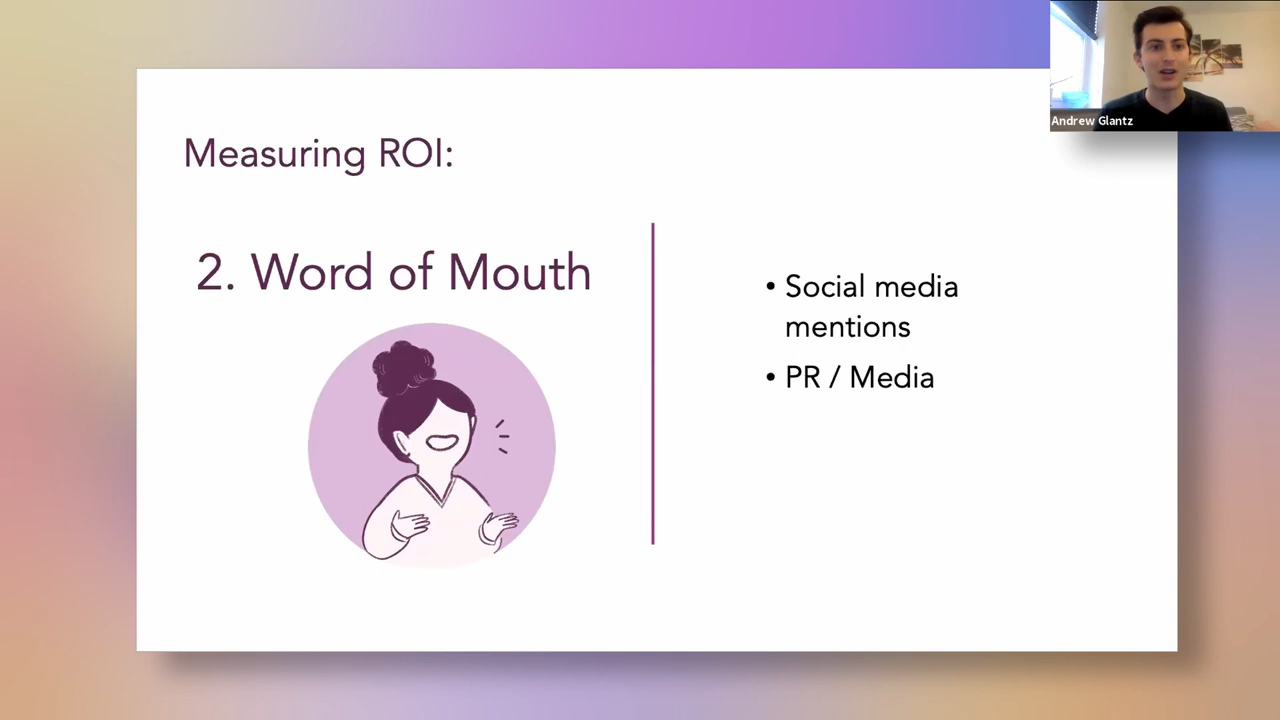 Andrew Glantz
Measuring ROI:
2. Word of Mouth
• Social media
mentions
• PR / Media